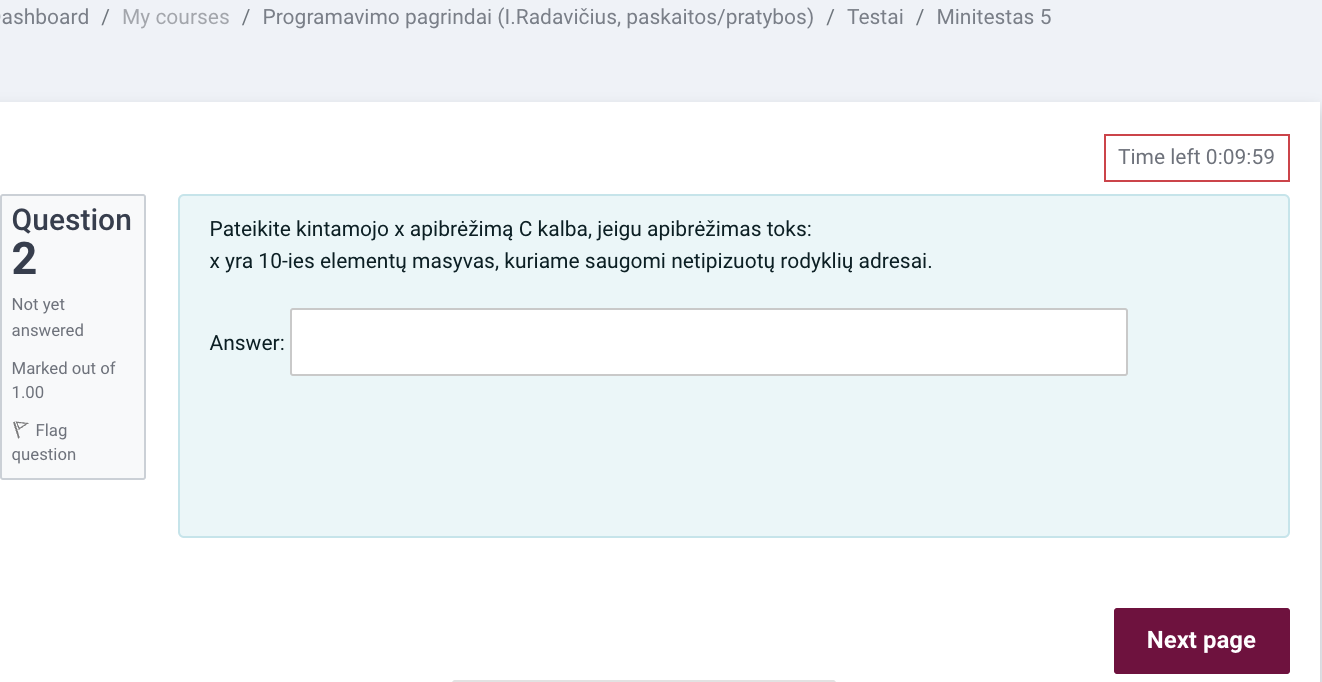 ashboard / My courses / Programavimo pagrindai (I.Radavičius, paskaitos/pratybos) / Testai / Minitestas 5
Time left 0:09:59
Question
2
Not yet
answered
Marked out of
1.00
Flag
question
Pateikite kintamojo x apibrėžimą C kalba, jeigu apibrėžimas toks:
x yra 10-ies elementų masyvas, kuriame saugomi netipizuotų rodyklių adresai.
Answer:
Next page